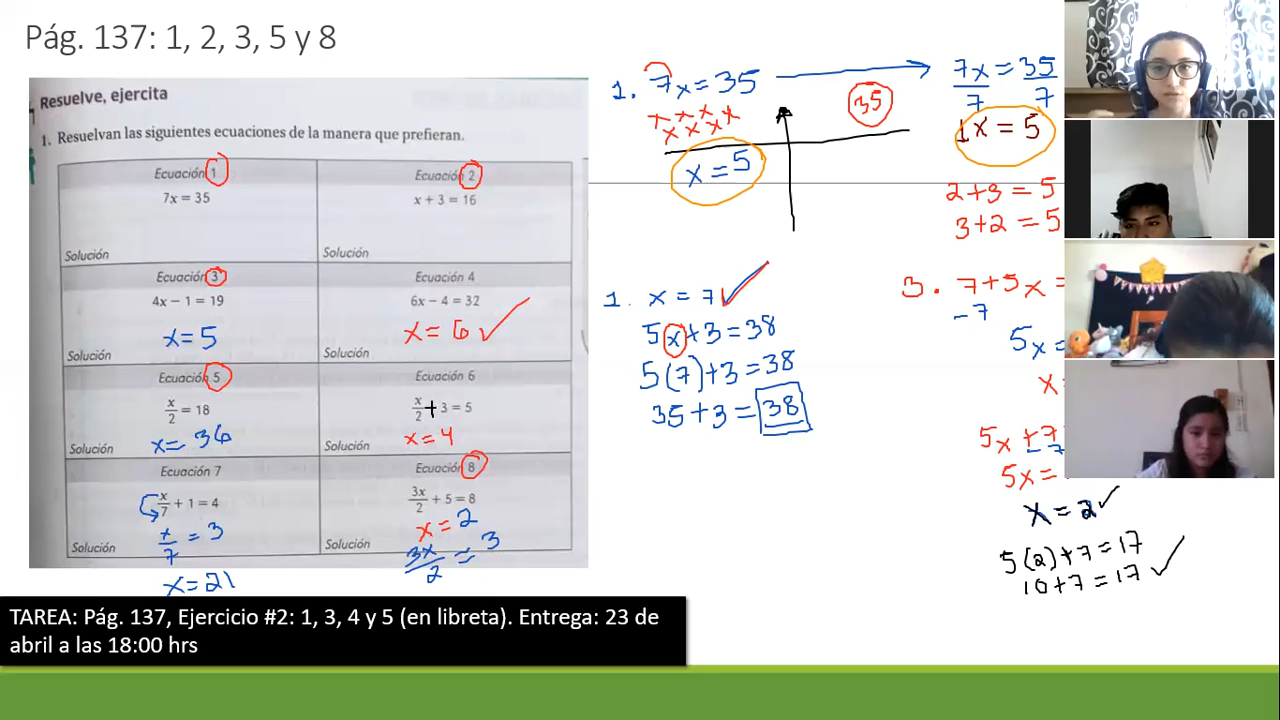 Pág. 137: 1, 2, 3, 5 y 8
Resuelve, ejercita
1. Resuelvan las siguientes ecuaciones de la manera que prefieran.
Ecuación 1
7x = 35
Solución
Ecuación 2
x + 3 = 16
Solución
Ecuación 3
4x − 1 = 19
x = 5
Solución
Ecuación 4
6x − 4 = 32
x = 6 ✓
Solución
Ecuación 5
x/2 = 18
x = 36
Solución
Ecuación 6
x/2 + 3 = 5
x = 4
Solución
Ecuación 7
x/7 + 1 = 4
x/7 = 3
Solución
x = 21
Ecuación 8
3x/2 + 5 = 8
x = 2
Solución
3x/2 = 3
1. 7x = 35
35
x = 5
7x/7 = 35/7
1x = 5
2+3 = 5
3+2 = 5
1. x = 7 ✓
5x+3 = 38
5(7)+3 = 38
35+3 = 38
3. 7+5x =
-7
5x =
x
5x +7
-7
5x =
x = 2 ✓
5(2)+7 = 17
10+7 = 17 ✓
TAREA: Pág. 137, Ejercicio #2: 1, 3, 4 y 5 (en libreta). Entrega: 23 de
abril a las 18:00 hrs